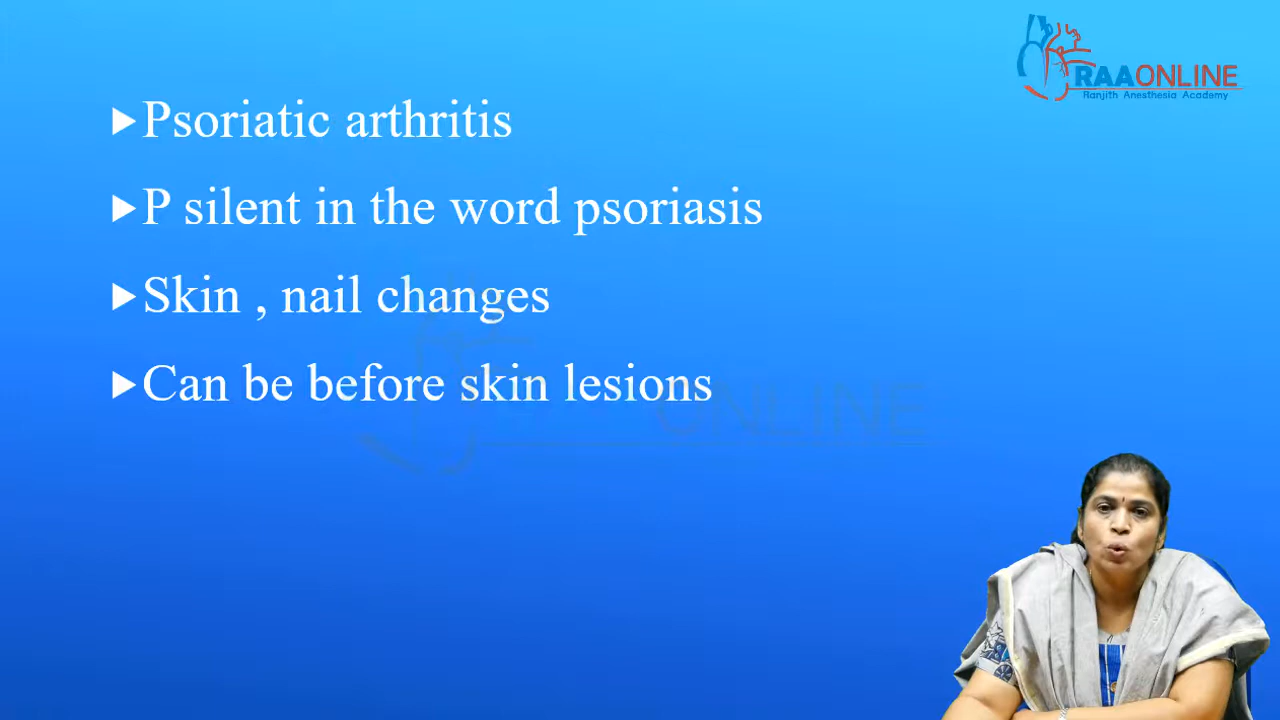 RAAONLINE
Ranjith Anesthesia Academy
Psoriatic arthritis
P silent in the word psoriasis
Skin , nail changes
Can be before skin lesions
ONLINE